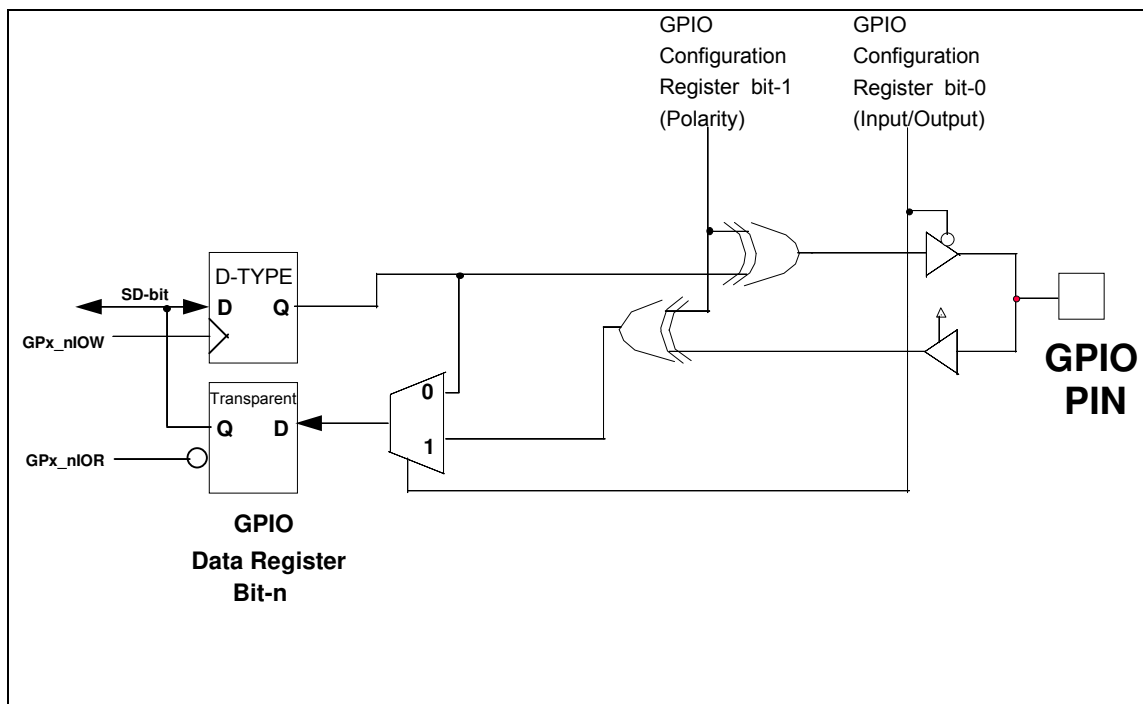 GPIO
Configuration
Register bit-1
(Polarity)
GPIO
Configuration
Register bit-0
(Input/Output)
D-TYPE
SD-bit
D Q
GPx_nIOW
Transparent
Q D
GPx_nIOR
0
1
GPIO
PIN
GPIO
Data Register
Bit-n